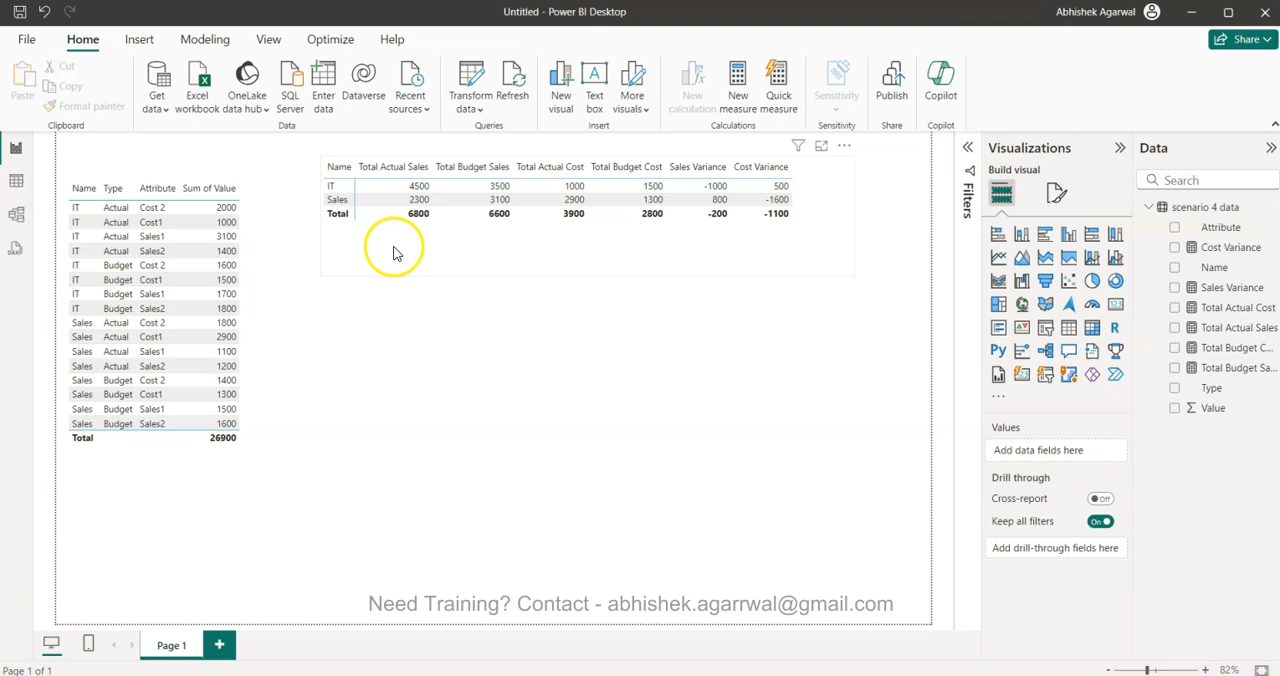 Untitled - Power BI Desktop
Abhishek Agarwal
File Home Insert Modeling View Optimize Help
Share
Paste
Cut
Copy
Format painter
Clipboard
Get data
Excel workbook
OneLake data hub
SQL Server
Enter data
Dataverse
Recent sources
Data
Transform data
Refresh
Queries
New visual
Text box
More visuals
Insert
New calculation
New measure
Quick measure
Calculations
Sensitivity
Sensitivity
Publish
Share
Copilot
Copilot
Name Type Attribute Sum of Value
IT Actual Cost 2 2000
IT Actual Cost1 1000
IT Actual Sales1 3100
IT Actual Sales2 1400
IT Budget Cost 2 1600
IT Budget Cost1 1500
IT Budget Sales1 1700
IT Budget Sales2 1800
Sales Actual Cost 2 1800
Sales Actual Cost1 2900
Sales Actual Sales1 1100
Sales Actual Sales2 1200
Sales Budget Cost 2 1400
Sales Budget Cost1 1300
Sales Budget Sales1 1500
Sales Budget Sales2 1600
Total 26900
Name Total Actual Sales Total Budget Sales Total Actual Cost Total Budget Cost Sales Variance Cost Variance
IT 4500 3500 1000 1500 -1000 500
Sales 2300 3100 2900 1300 800 -1600
Total 6800 6600 3900 2800 -200 -1100
Need Training? Contact - abhishek.agarrwal@gmail.com
Filters
Visualizations
Build visual
R
Py
123
Values
Add data fields here
Drill through
Cross-report Off
Keep all filters On
Add drill-through fields here
Data
Search
scenario 4 data
Attribute
Cost Variance
Name
Sales Variance
Total Actual Cost
Total Actual Sales
Total Budget C...
Total Budget Sa...
Type
Value
Page 1
Page 1 of 1
82%